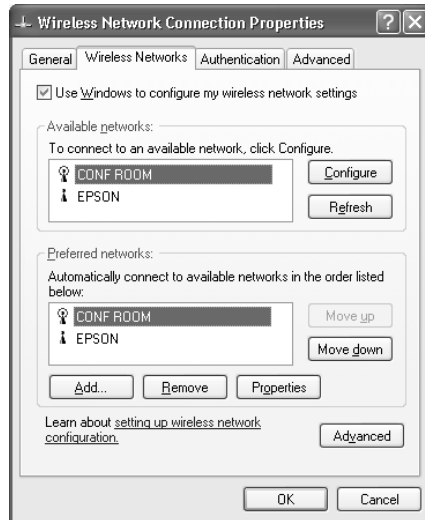 Wireless Network Connection Properties
General Wireless Networks Authentication Advanced
Use Windows to configure my wireless network settings
Available networks:
To connect to an available network, click Configure.
CONF ROOM
EPSON
Configure
Refresh
Preferred networks:
Automatically connect to available networks in the order listed
below:
CONF ROOM
EPSON
Move up
Move down
Add... Remove Properties
Learn about setting up wireless network
configuration.
Advanced
OK Cancel